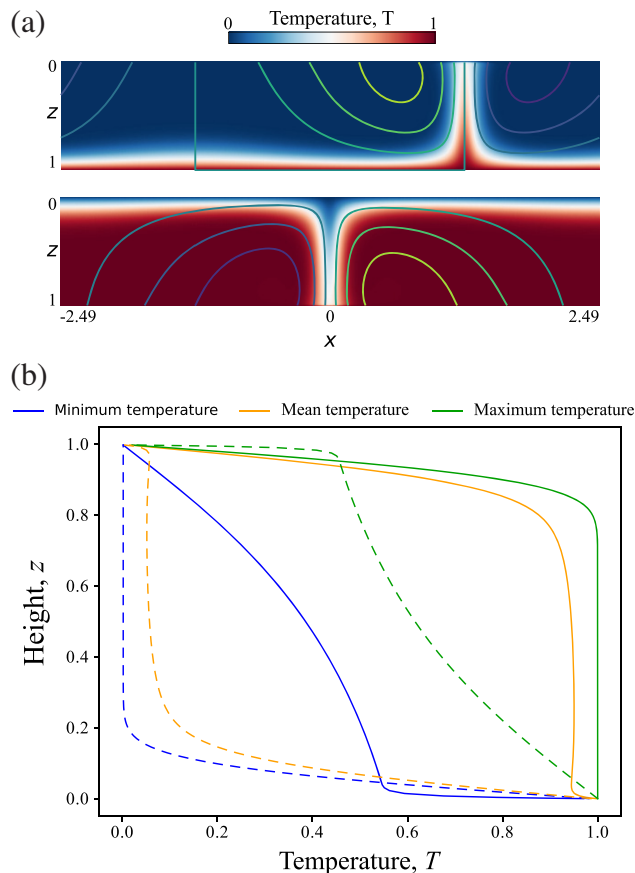 (a)
Temperature, T
0 1
0
z
1
0
z
1
-2.49 0 2.49
x
(b)
Minimum temperature Mean temperature Maximum temperature
1.0
0.8
0.6
0.4
0.2
0.0
Height, z
0.0 0.2 0.4 0.6 0.8 1.0
Temperature, T